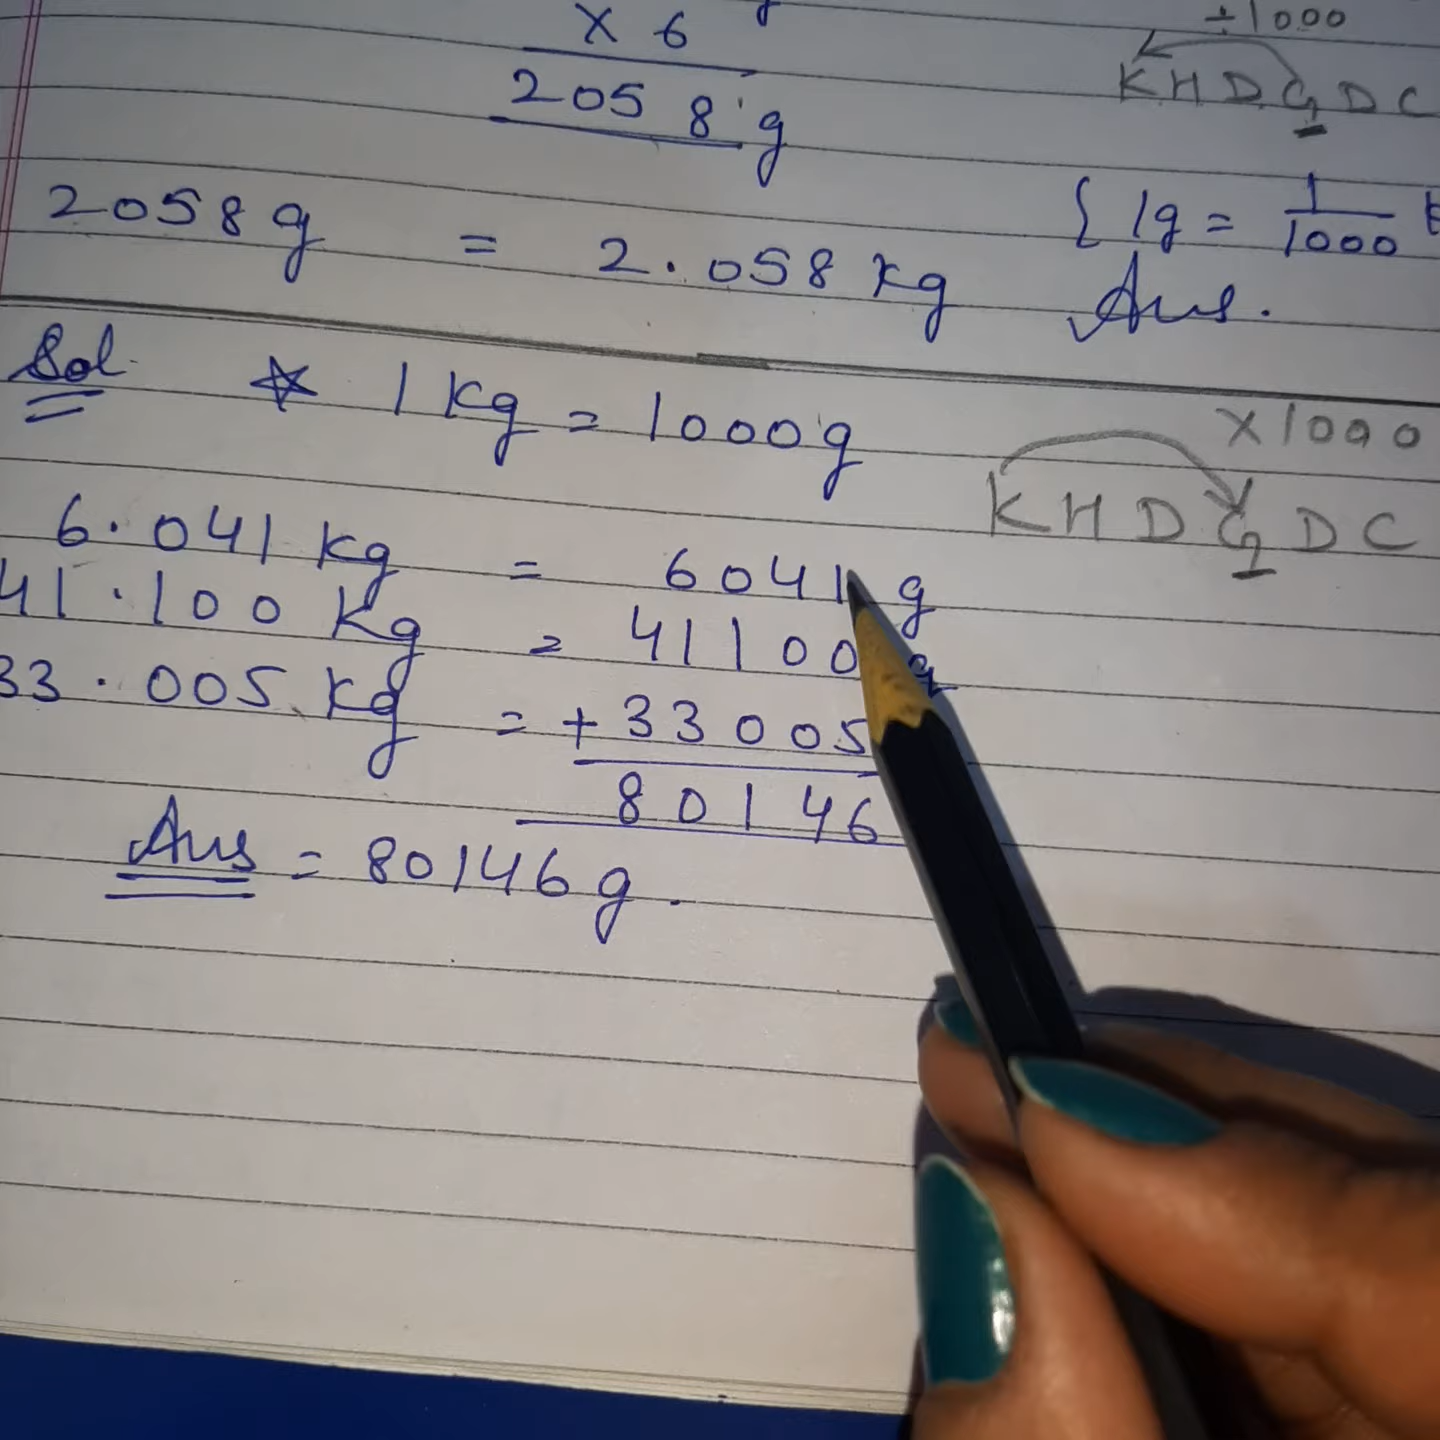 ÷1000
x 6
KHDGDC
2058 g
{ 1g = 1/1000
2058 g = 2.058 kg Ans.
Sol. ☆ 1 kg = 1000g
x1000
KHDGDC
6.041 kg = 6041 g
41.100 kg = 41100 g
33.005 kg = +33005
80146
Ans = 80146 g.